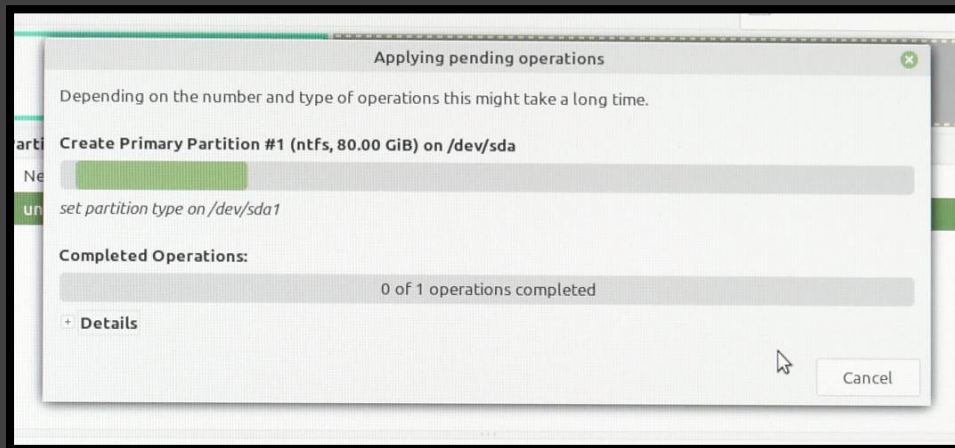 Applying pending operations
Depending on the number and type of operations this might take a long time.
Create Primary Partition #1 (ntfs, 80.00 GiB) on /dev/sda
set partition type on /dev/sda1
Completed Operations:
0 of 1 operations completed
+ Details
Cancel